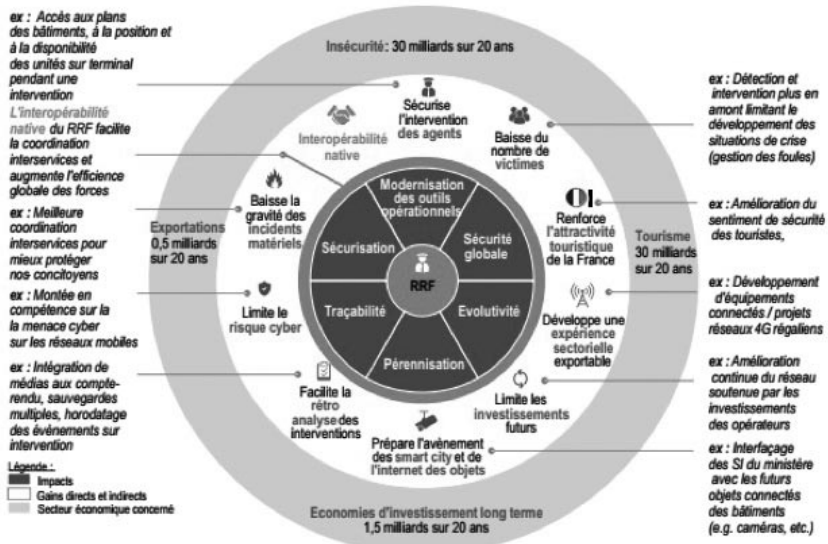 ex : Accès aux plans
des bâtiments, à la position et
à la disponibilité
des unités sur terminal
pendant une
intervention
L'interopérabilité
native du RRF facilite
la coordination
interservices et
augmente l'efficience
globale des forces
ex : Meilleure
coordination
interservices pour
mieux protéger
nos concitoyens
ex : Montée en
compétence sur la
la menace cyber
sur les réseaux mobiles
ex : Intégration de
médias aux compte-
rendu, sauvegardes
multiples, horodatage
des évènements sur
intervention
Légende :
Impacts
Gains directs et indirects
Secteur économique concerné
Insécurité: 30 milliards sur 20 ans
Exportations
0,5 milliards
sur 20 ans
Tourisme
30 milliards
sur 20 ans
Economies d'investissement long terme
1,5 milliards sur 20 ans
Interopérabilité
native
Sécurise
l'intervention
des agents
Baisse du
nombre de
victimes
Renforce
l'attractivité
touristique
de la France
Développe une
expérience
sectorielle
exportable
Limite les
investissements
futurs
Prépare l'avènement
des smart city et de
l'internet des objets
Facilite la
rétro
analyse des
interventions
Limite le
risque cyber
Baisse la
gravité des
incidents
matériels
Modernisation
des outils
opérationnels
Sécurité
globale
Evolutivité
Pérennisation
Traçabilité
Sécurisation
RRF
ex : Détection et
intervention plus en
amont limitant le
développement des
situations de crise
(gestion des foules)
ex : Amélioration du
sentiment de sécurité
des touristes,
ex : Développement
d'équipements
connectés / projets
réseaux 4G régaliens
ex : Amélioration
continue du réseau
soutenue par les
investissements
des opérateurs
ex : Interfaçage
des SI du ministère
avec les futurs
objets connectés
des bâtiments
(e.g. caméras, etc.)